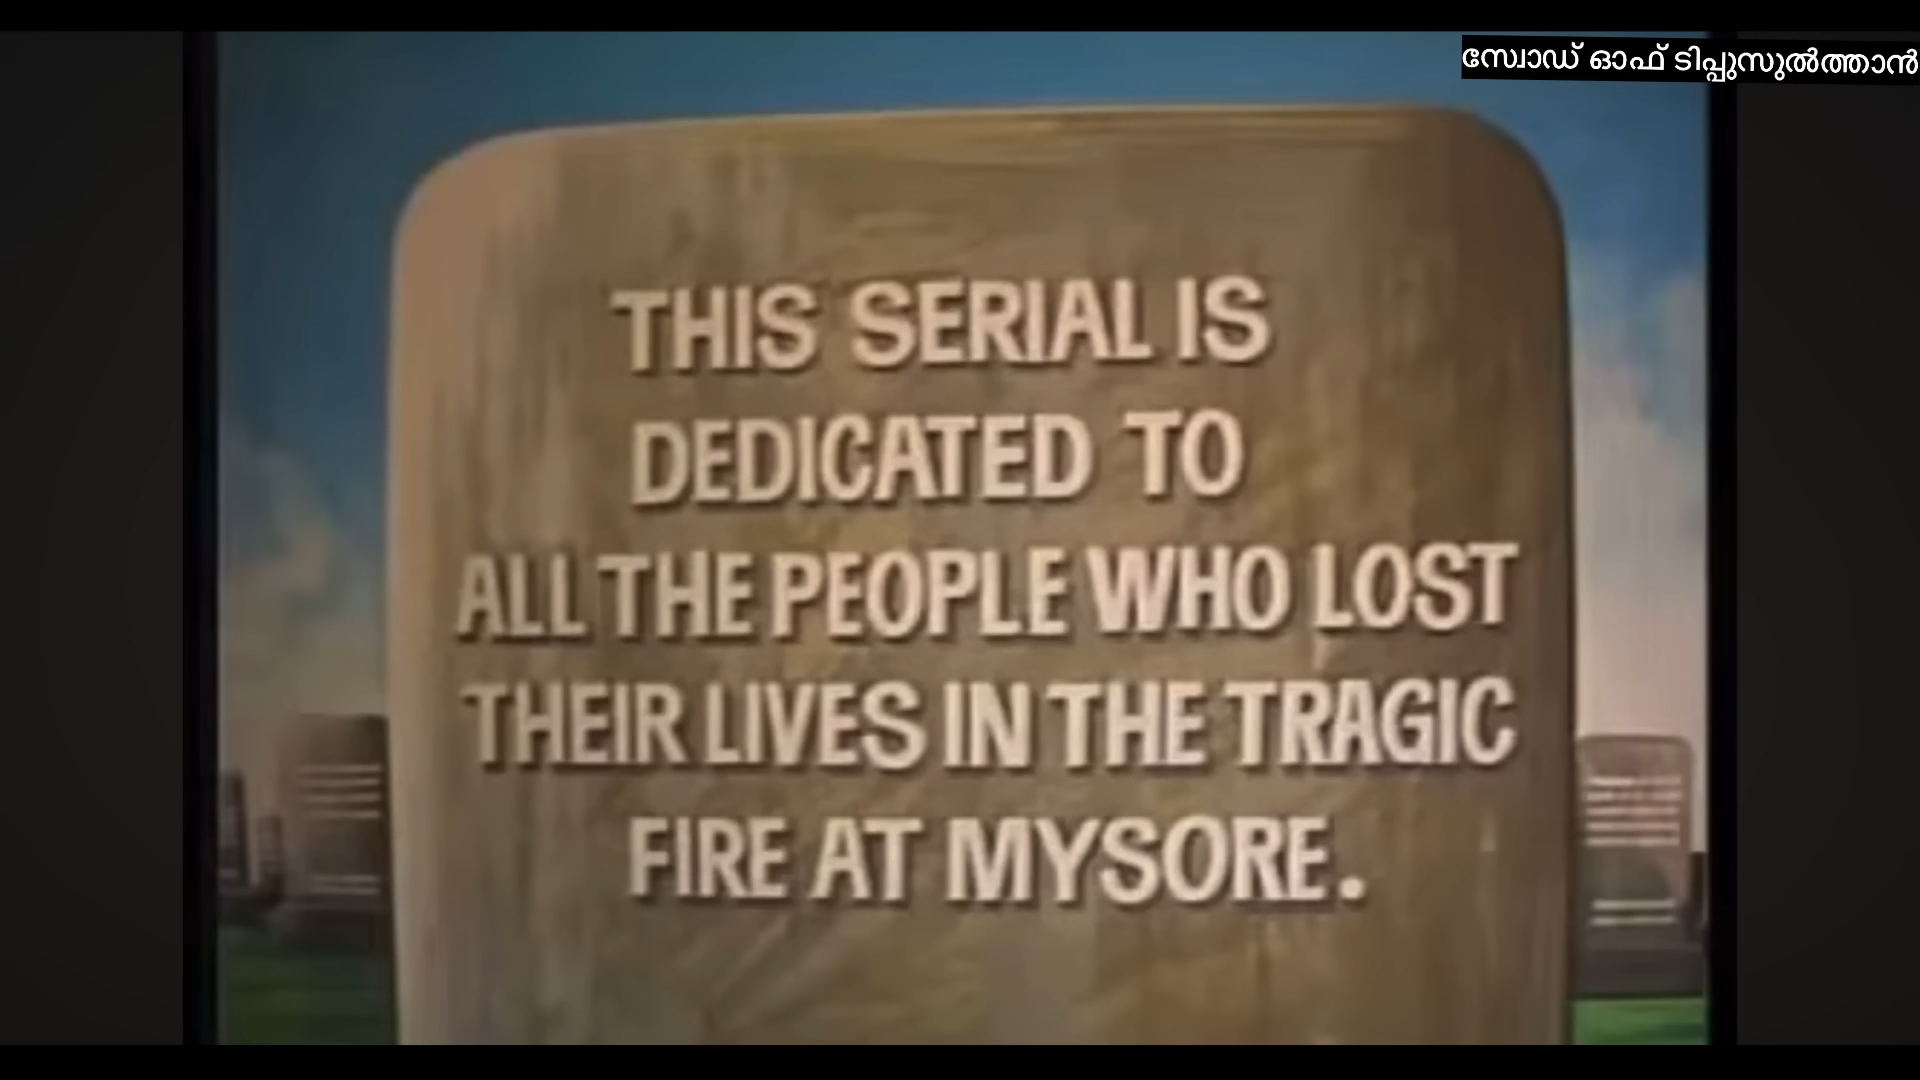 സ്വോഡ് ഓഫ് ടിപ്പുസുൽത്താൻ
THIS SERIAL IS
DEDICATED TO
ALL THE PEOPLE WHO LOST
THEIR LIVES IN THE TRAGIC
FIRE AT MYSORE.